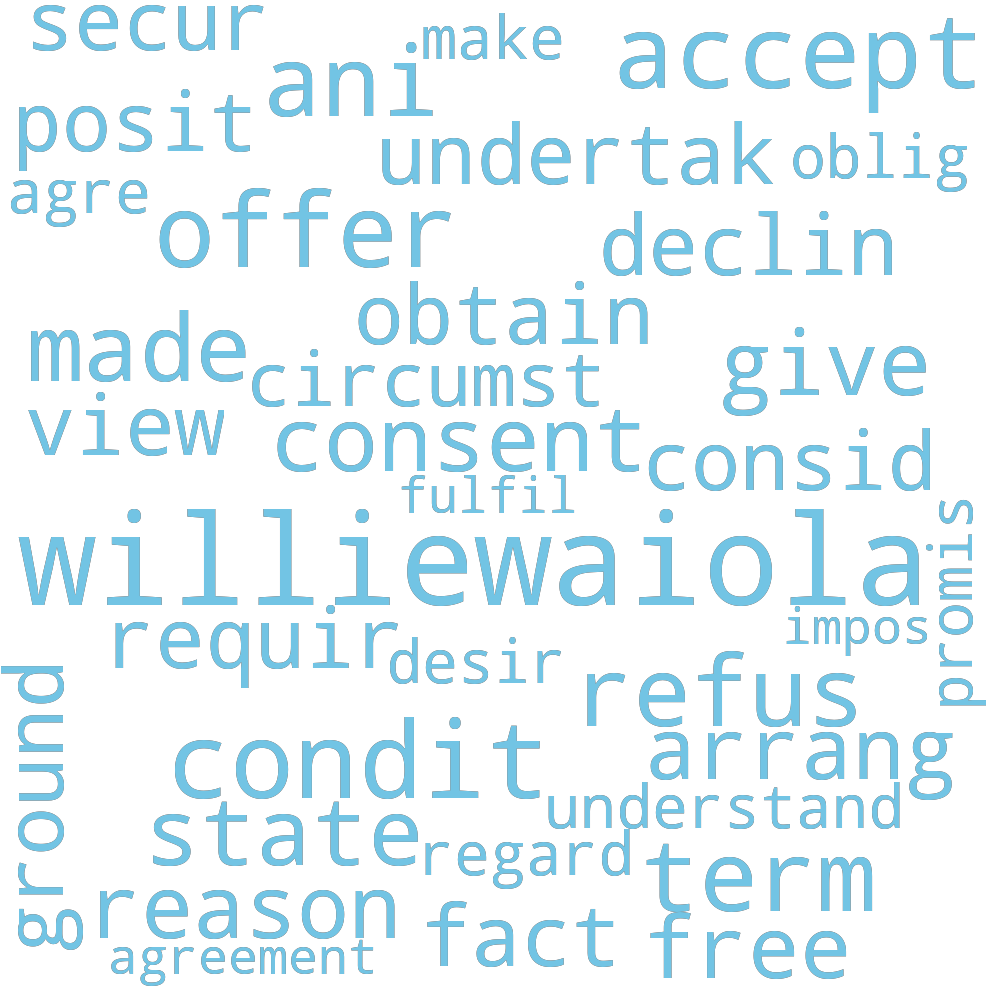 secur
make
accept
ani
posit
undertak
oblig
agre
offer
declin
obtain
made
circumst
give
view
consent
consid
fulfil
williewaiola
promis
requir
impos
desir
refus
ground
condit
arrang
state
understand
regard
term
reason
fact
free
agreement